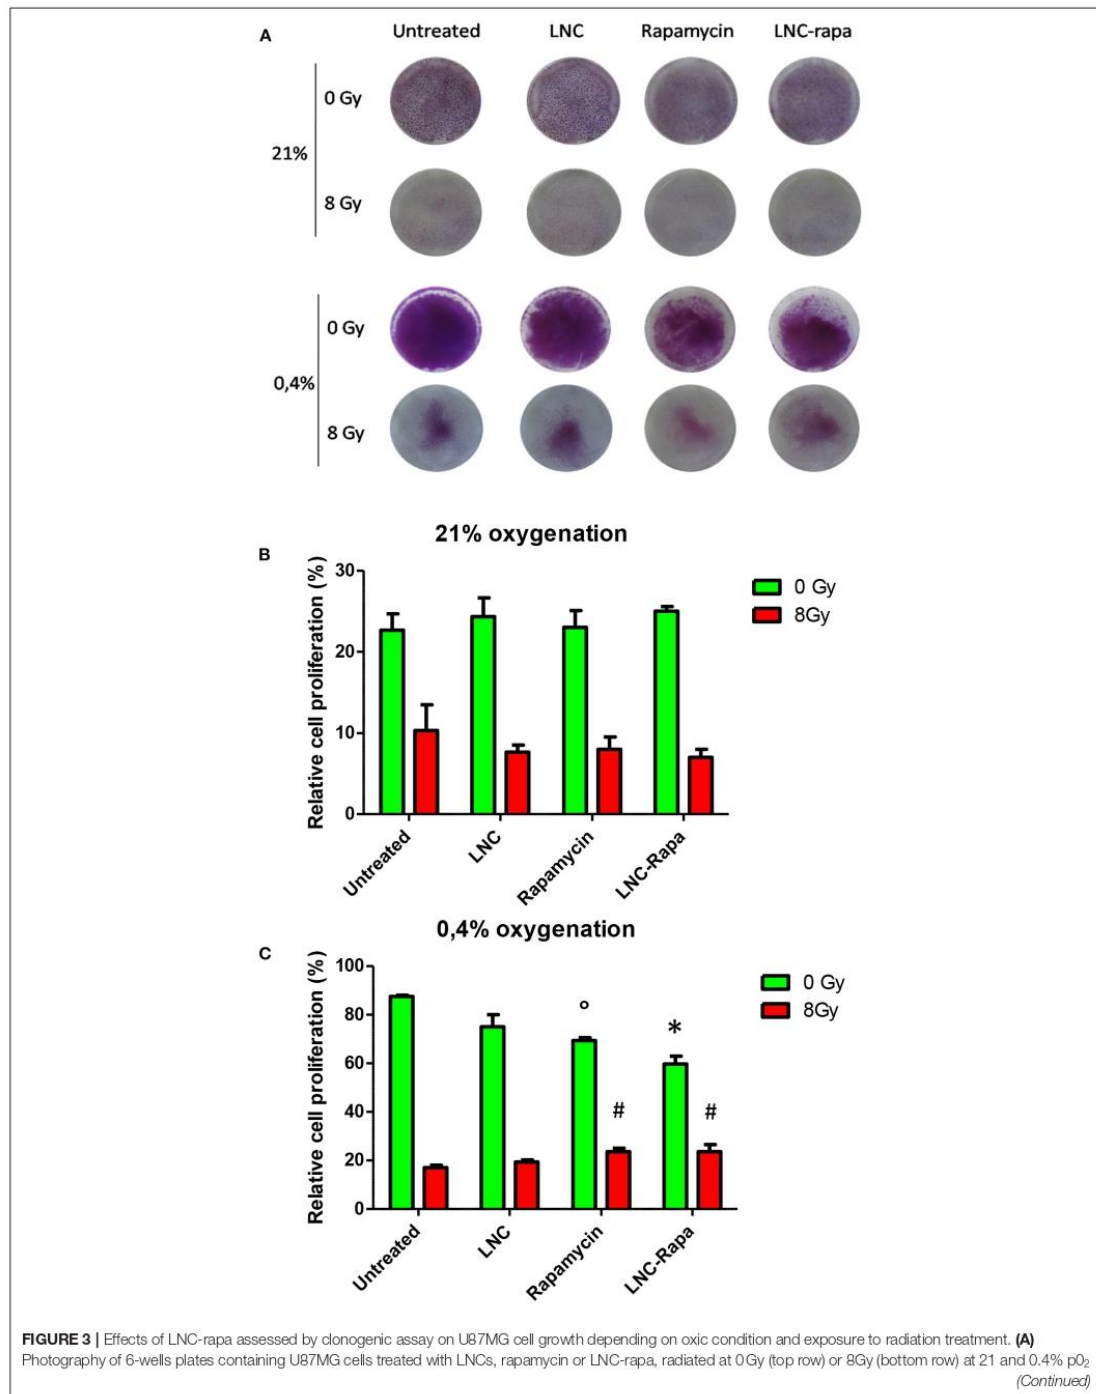 A
Untreated LNC Rapamycin LNC-rapa
0 Gy
21%
8 Gy
0 Gy
0,4%
8 Gy
B
21% oxygenation
Relative cell proliferation (%)
30
20
10
0
0 Gy
8Gy
Untreated
LNC
Rapamycin
LNC-Rapa
C
0,4% oxygenation
Relative cell proliferation (%)
100
80
60
40
20
0
°
*
#
#
0 Gy
8Gy
Untreated
LNC
Rapamycin
LNC-Rapa
FIGURE 3 | Effects of LNC-rapa assessed by clonogenic assay on U87MG cell growth depending on oxic condition and exposure to radiation treatment. (A)
Photography of 6-wells plates containing U87MG cells treated with LNCs, rapamycin or LNC-rapa, radiated at 0Gy (top row) or 8Gy (bottom row) at 21 and 0.4% p0₂
(Continued)